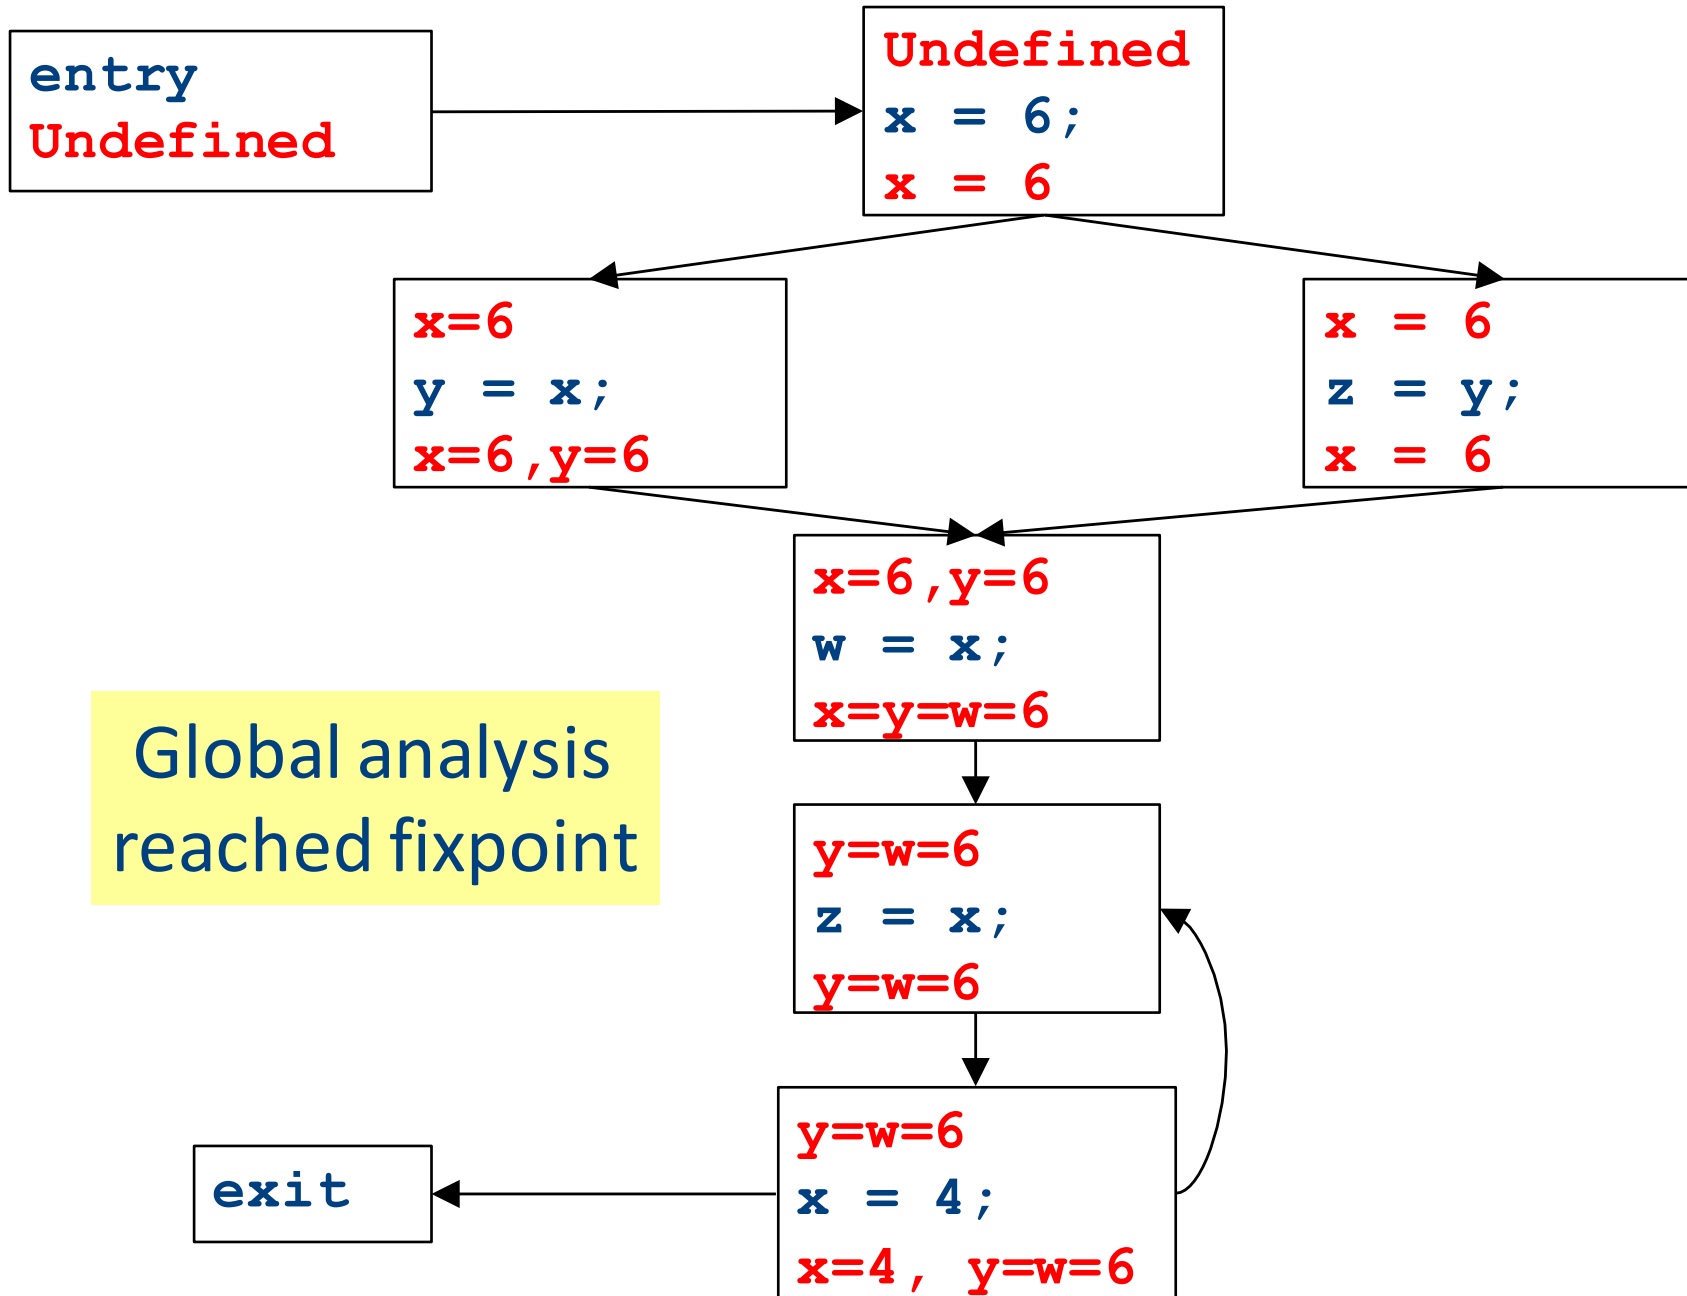 entry
Undefined
Undefined
x = 6;
x = 6
x=6
y = x;
x=6,y=6
x = 6
z = y;
x = 6
x=6,y=6
w = x;
x=y=w=6
Global analysis
reached fixpoint
y=w=6
z = x;
y=w=6
y=w=6
x = 4;
x=4, y=w=6
exit